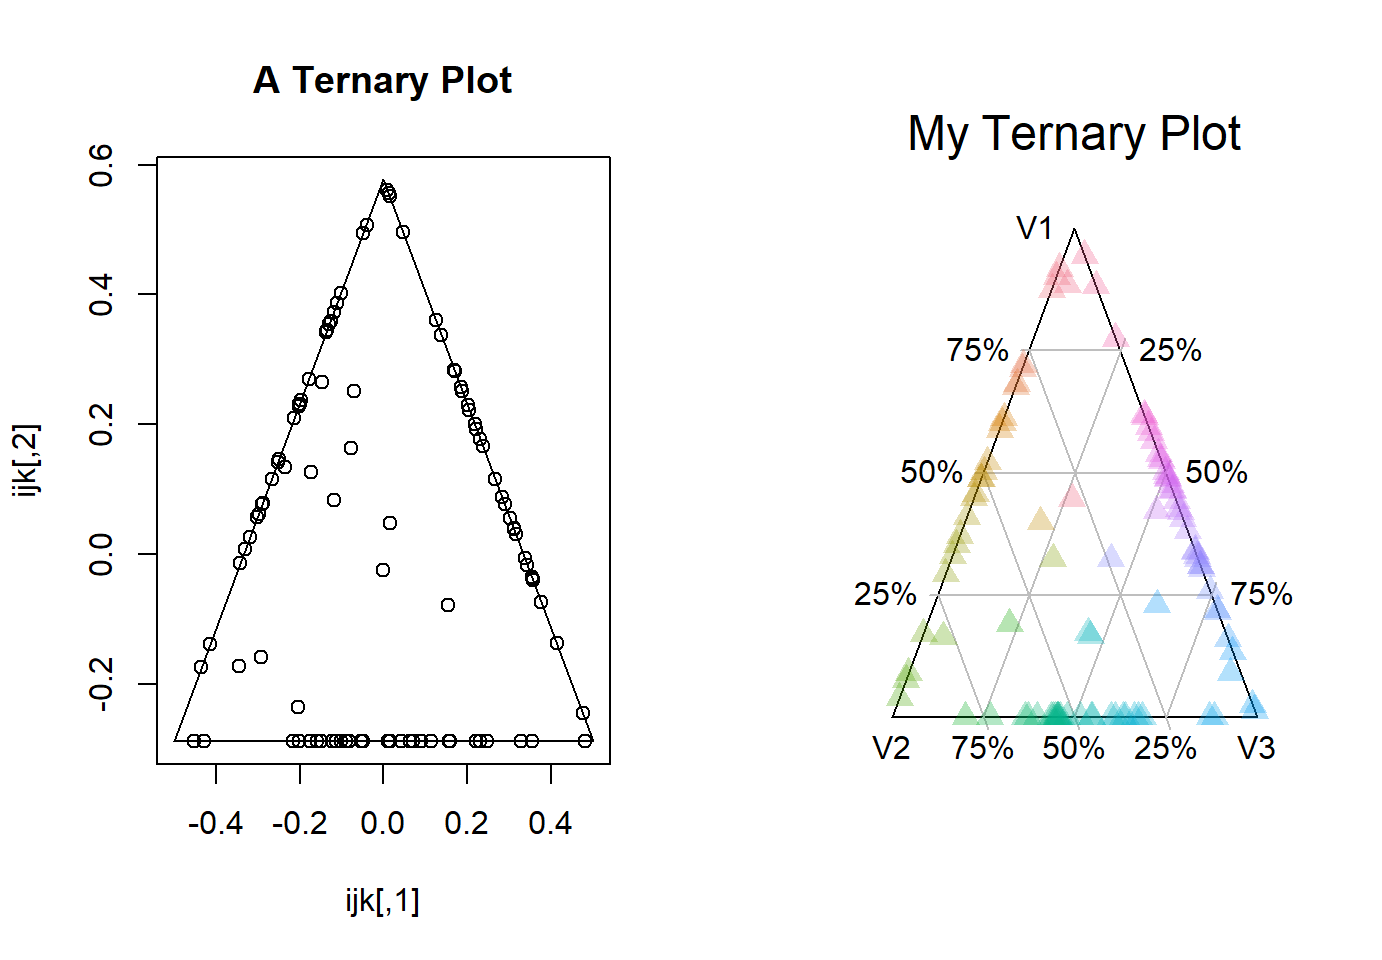 A Ternary Plot
0.6
0.4
0.2
0.0
-0.2
ijk[,2]
-0.4 -0.2 0.0 0.2 0.4
ijk[,1]
My Ternary Plot
V1
75% 25%
50% 50%
25% 75%
V2 75% 50% 25% V3